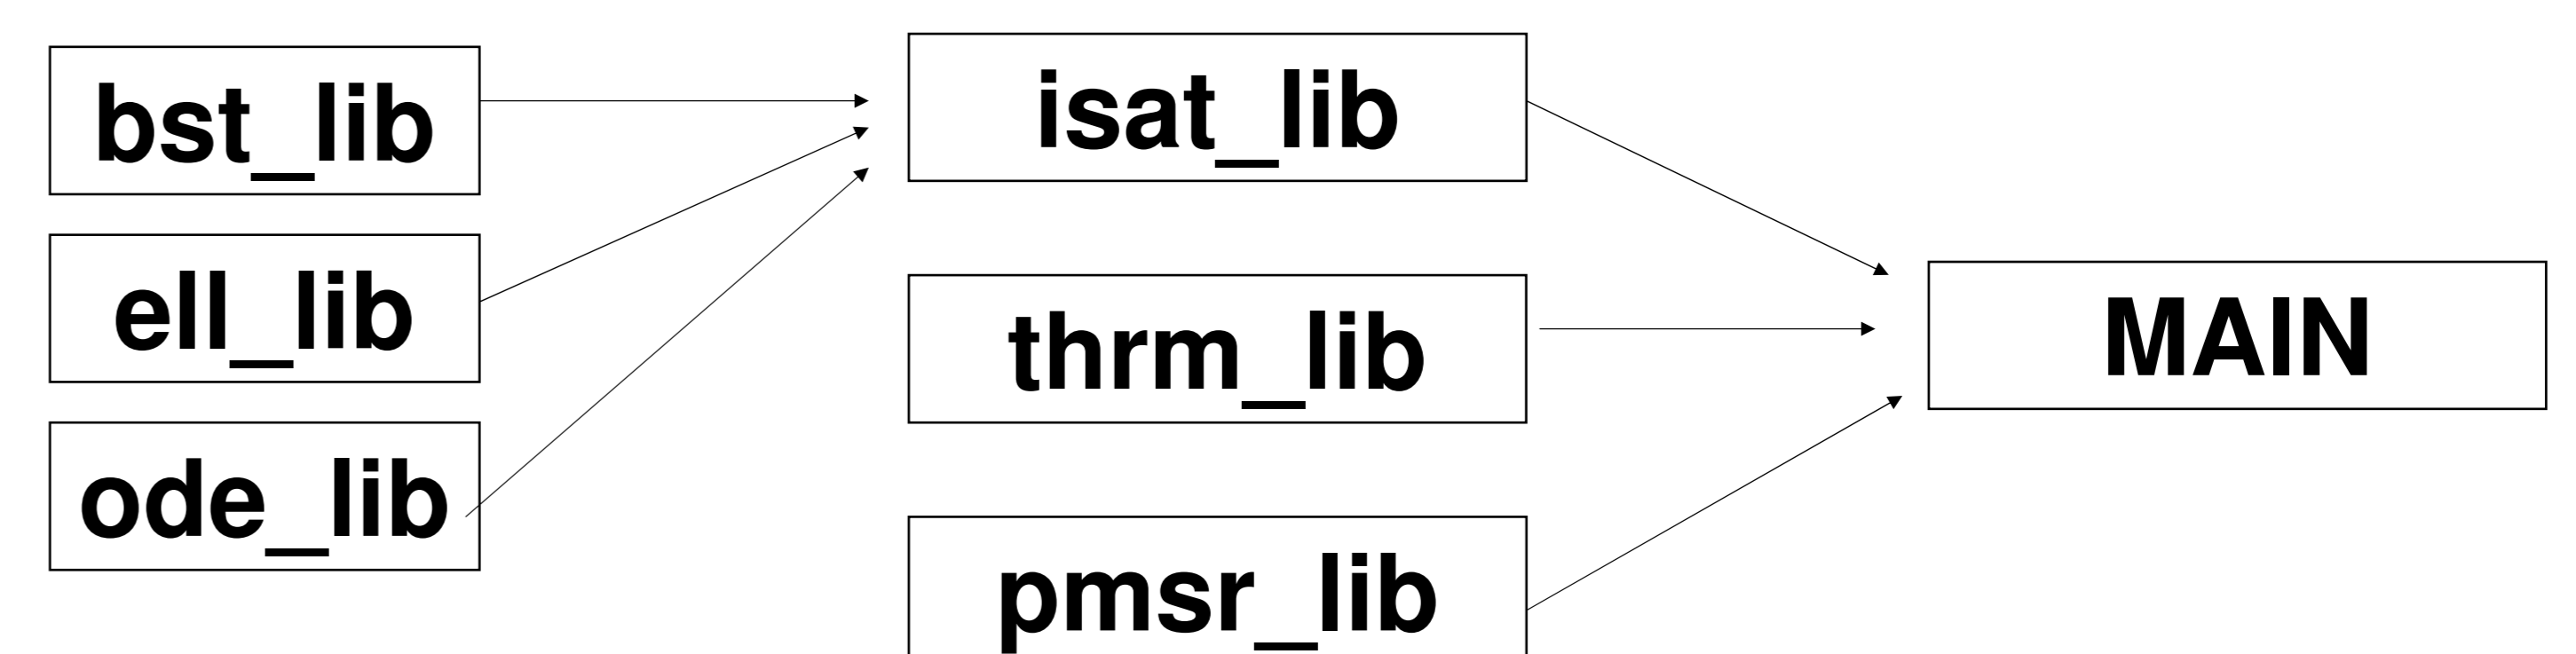 bst_lib
ell_lib
ode_lib
isat_lib
thrm_lib
pmsr_lib
MAIN